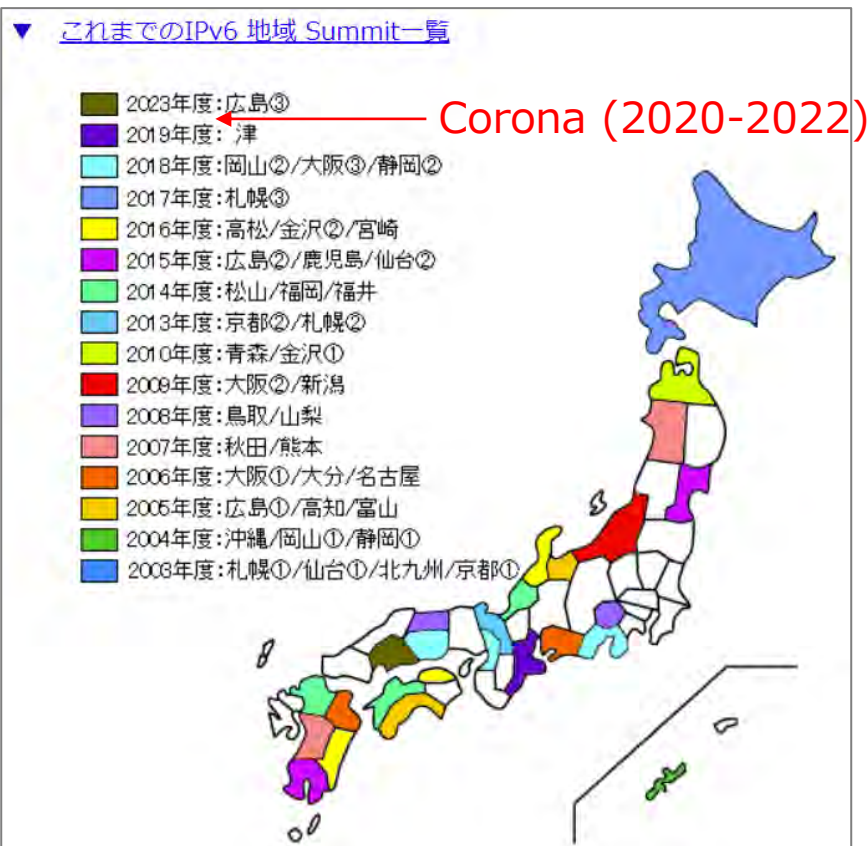 ▼ これまでのIPv6 地域 Summit一覧
2023年度:広島③
Corona (2020-2022)
2019年度: 津
2018年度:岡山②/大阪③/静岡②
2017年度:札幌③
2016年度:高松/金沢②/宮崎
2015年度:広島②/鹿児島/仙台②
2014年度:松山/福岡/福井
2013年度:京都②/札幌②
2010年度:青森/金沢①
2009年度:大阪②/新潟
2008年度:鳥取/山梨
2007年度:秋田/熊本
2006年度:大阪①/大分/名古屋
2005年度:広島①/高知/富山
2004年度:沖縄/岡山①/静岡①
2003年度:札幌①/仙台①/北九州/京都①